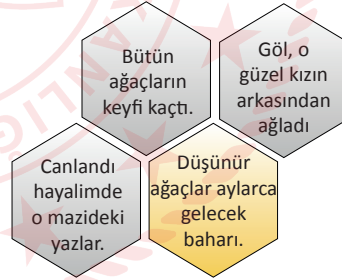 Bütün
ağaçların
keyfi kaçtı.
Göl, o
güzel kızın
arkasından
ağladı
Canlandı
hayalimde
o mazideki
yazlar.
Düşünür
ağaçlar aylarca
gelecek
baharı.